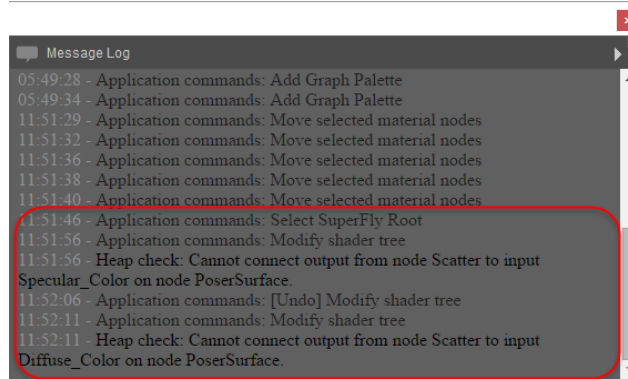 Message Log
05:49:28 - Application commands: Add Graph Palette
05:49:34 - Application commands: Add Graph Palette
11:51:29 - Application commands: Move selected material nodes
11:51:32 - Application commands: Move selected material nodes
11:51:36 - Application commands: Move selected material nodes
11:51:38 - Application commands: Move selected material nodes
11:51:40 - Application commands: Move selected material nodes
11:51:46 - Application commands: Select SuperFly Root
11:51:56 - Application commands: Modify shader tree
11:51:56 - Heap check: Cannot connect output from node Scatter to input
Specular_Color on node PoserSurface.
11:52:06 - Application commands: [Undo] Modify shader tree
11:52:11 - Application commands: Modify shader tree
11:52:11 - Heap check: Cannot connect output from node Scatter to input
Diffuse_Color on node PoserSurface.